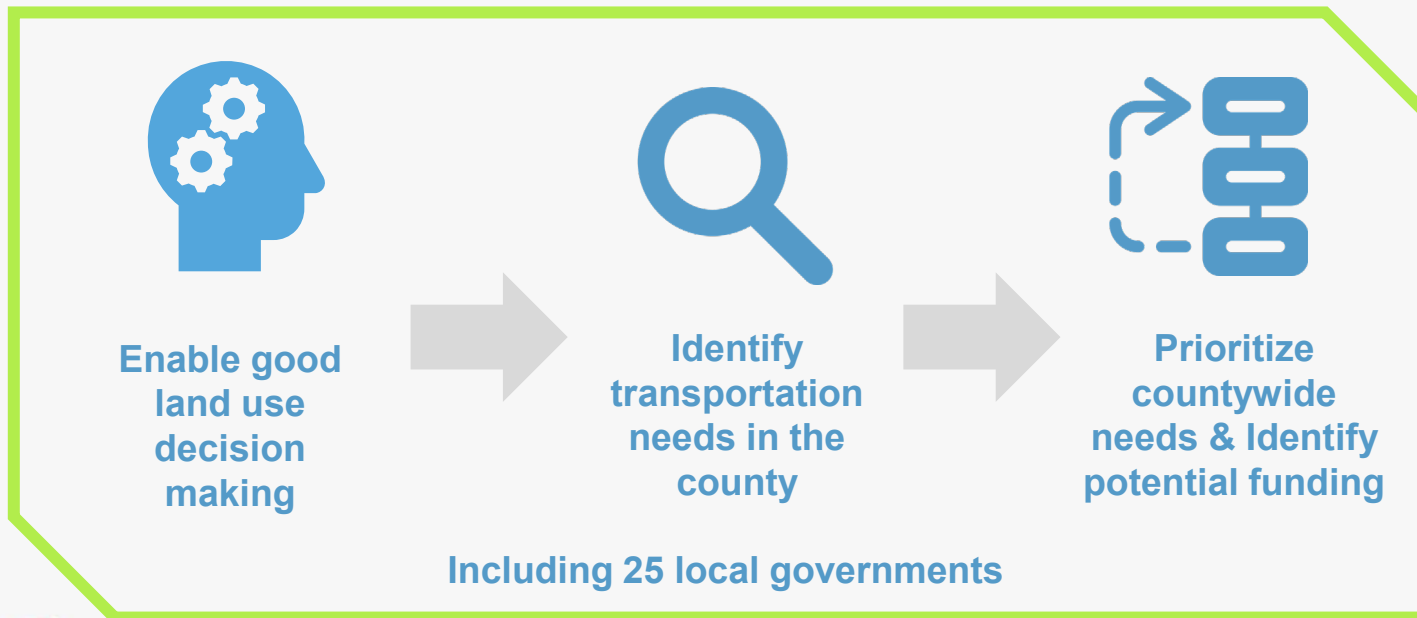 Enable good
land use
decision
making
Identify
transportation
needs in the
county
Prioritize
countywide
needs & Identify
potential funding
Including 25 local governments